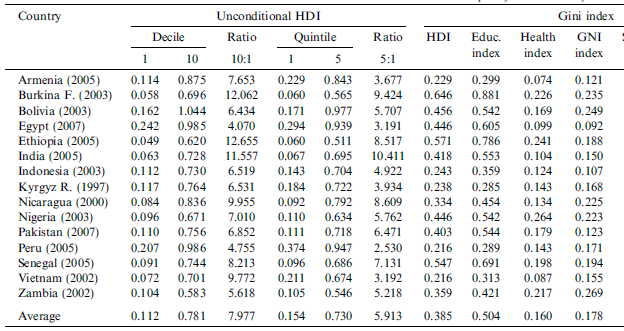 Country Unconditional HDI Gini index
Decile Ratio Quintile Ratio HDI Educ. Health GNI
1 10 10:1 1 5 5:1 index index index
Armenia (2005) 0.114 0.875 7.653 0.229 0.843 3.677 0.229 0.299 0.074 0.121
Burkina F. (2003) 0.058 0.696 12.062 0.060 0.565 9.424 0.646 0.881 0.226 0.235
Bolivia (2003) 0.162 1.044 6.434 0.171 0.977 5.707 0.456 0.542 0.169 0.249
Egypt (2007) 0.242 0.985 4.070 0.294 0.939 3.191 0.446 0.605 0.099 0.092
Ethiopia (2005) 0.049 0.620 12.655 0.060 0.511 8.517 0.571 0.786 0.241 0.188
India (2005) 0.063 0.728 11.557 0.067 0.695 10.411 0.418 0.553 0.104 0.150
Indonesia (2003) 0.112 0.730 6.519 0.143 0.704 4.922 0.243 0.359 0.124 0.107
Kyrgyz R. (1997) 0.117 0.764 6.531 0.184 0.722 3.934 0.238 0.285 0.143 0.168
Nicaragua (2000) 0.084 0.836 9.955 0.092 0.792 8.609 0.334 0.454 0.134 0.225
Nigeria (2003) 0.096 0.671 7.010 0.110 0.634 5.762 0.446 0.542 0.264 0.223
Pakistan (2007) 0.110 0.756 6.852 0.111 0.718 6.471 0.403 0.544 0.179 0.123
Peru (2005) 0.207 0.986 4.755 0.374 0.947 2.530 0.216 0.289 0.143 0.171
Senegal (2005) 0.091 0.744 8.213 0.096 0.686 7.131 0.547 0.691 0.198 0.194
Vietnam (2002) 0.072 0.701 9.772 0.211 0.674 3.192 0.216 0.313 0.087 0.155
Zambia (2002) 0.104 0.583 5.618 0.105 0.546 5.218 0.359 0.421 0.217 0.269
Average 0.112 0.781 7.977 0.154 0.730 5.913 0.385 0.504 0.160 0.178